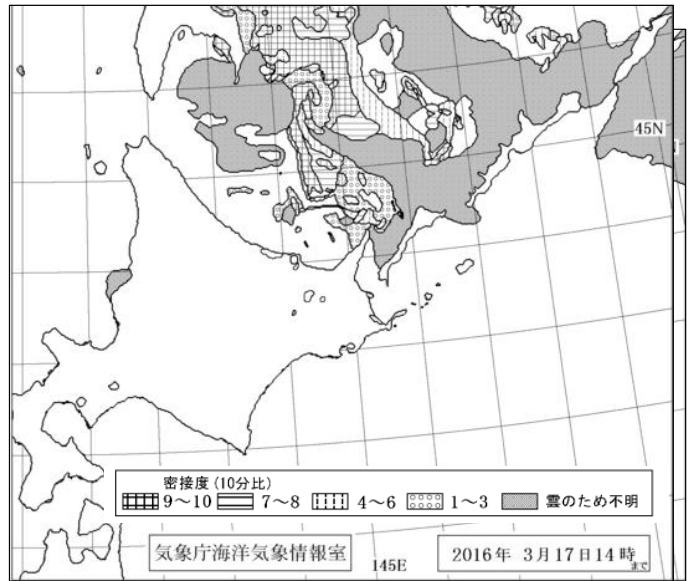 45N
密接度 (10分比)
9～10 7～8 4～6 1～3 雲のため不明
気象庁海洋気象情報室
145E
2016年 3月17日14時まで